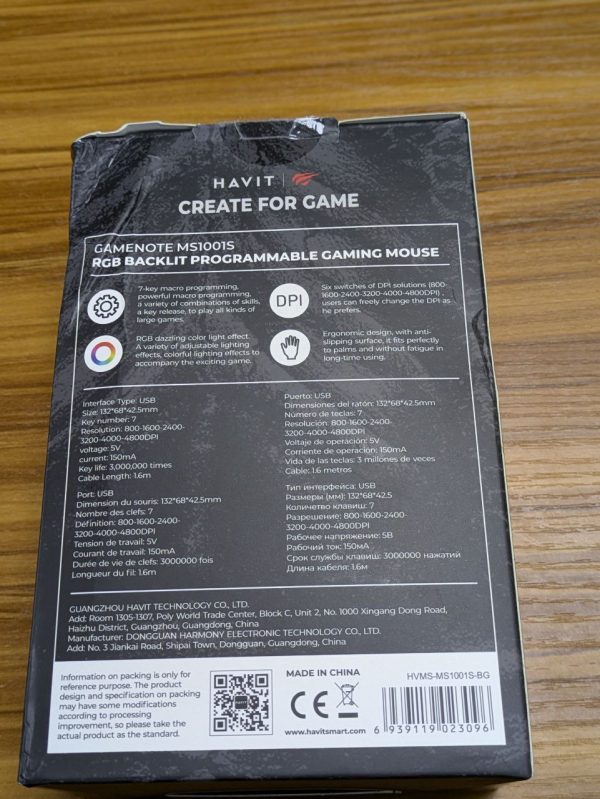 HAVIT
CREATE FOR GAME
GAMENOTE MS1001S
RGB BACKLIT PROGRAMMABLE GAMING MOUSE
7-key macro programming,
powerful macro programming,
a variety of combinations of skills,
a key release, to play all kinds of
large games.
DPI
Six switches of DPI solutions (800-
1600-2400-3200-4000-4800DPI) ,
users can freely change the DPI as
he prefers.
RGB dazzling color light effect.
A variety of adjustable lighting
effects, colorful lighting effects to
accompany the exciting game.
Ergonomic design, with anti-
slipping surface, it fits perfectly
to palms and without fatigue in
long-time using.
Interface Type: USB
Size: 132*68*42.5mm
Key number: 7
Resolution: 800-1600-2400-
3200-4000-4800DPI
voltage: 5V
current: 150mA
Key life: 3,000,000 times
Cable Length: 1.6m
Puerto: USB
Dimensiones del ratón: 132*68*42.5mm
Número de teclas: 7
Resolución: 800-1600-2400-
3200-4000-4800DPI
Voltaje de operación: 5V
Corriente de operación: 150mA
Vida de las teclas: 3 millones de veces
Cable: 1.6 metros
Port: USB
Dimension du souris: 132*68*42.5mm
Nombre des clefs: 7
Définition: 800-1600-2400-
3200-4000-4800DPI
Tension de travail: 5V
Courant de travail: 150mA
Durée de vie de clefs: 3000000 fois
Longueur du fil: 1.6m
Тип интерфейса: USB
Размеры (мм): 132*68*42.5
Количество клавиш: 7
Разрешение: 800-1600-2400-
3200-4000-4800DPI
Рабочее напряжение: 5В
Рабочий ток: 150мА
Срок службы клавиш: 3000000 нажатий
Длина кабеля: 1.6м
GUANGZHOU HAVIT TECHNOLOGY CO., LTD.
Add: Room 1305-1307, Poly World Trade Center, Block C, Unit 2, No. 1000 Xingang Dong Road,
Haizhu District, Guangzhou, Guangdong, China
Manufacturer: DONGGUAN HARMONY ELECTRONIC TECHNOLOGY CO., LTD.
Add: No. 3 Jiankai Road, Shipai Town, Dongguan, Guangdong, China
Information on packing is only for
reference purpose. The product
design and specification on packing
may have some modifications
according to processing
improvement, so please take the
actual product as the standard.
MADE IN CHINA
CE
www.havitsmart.com
HVMS-MS1001S-BG
6 939119 023096